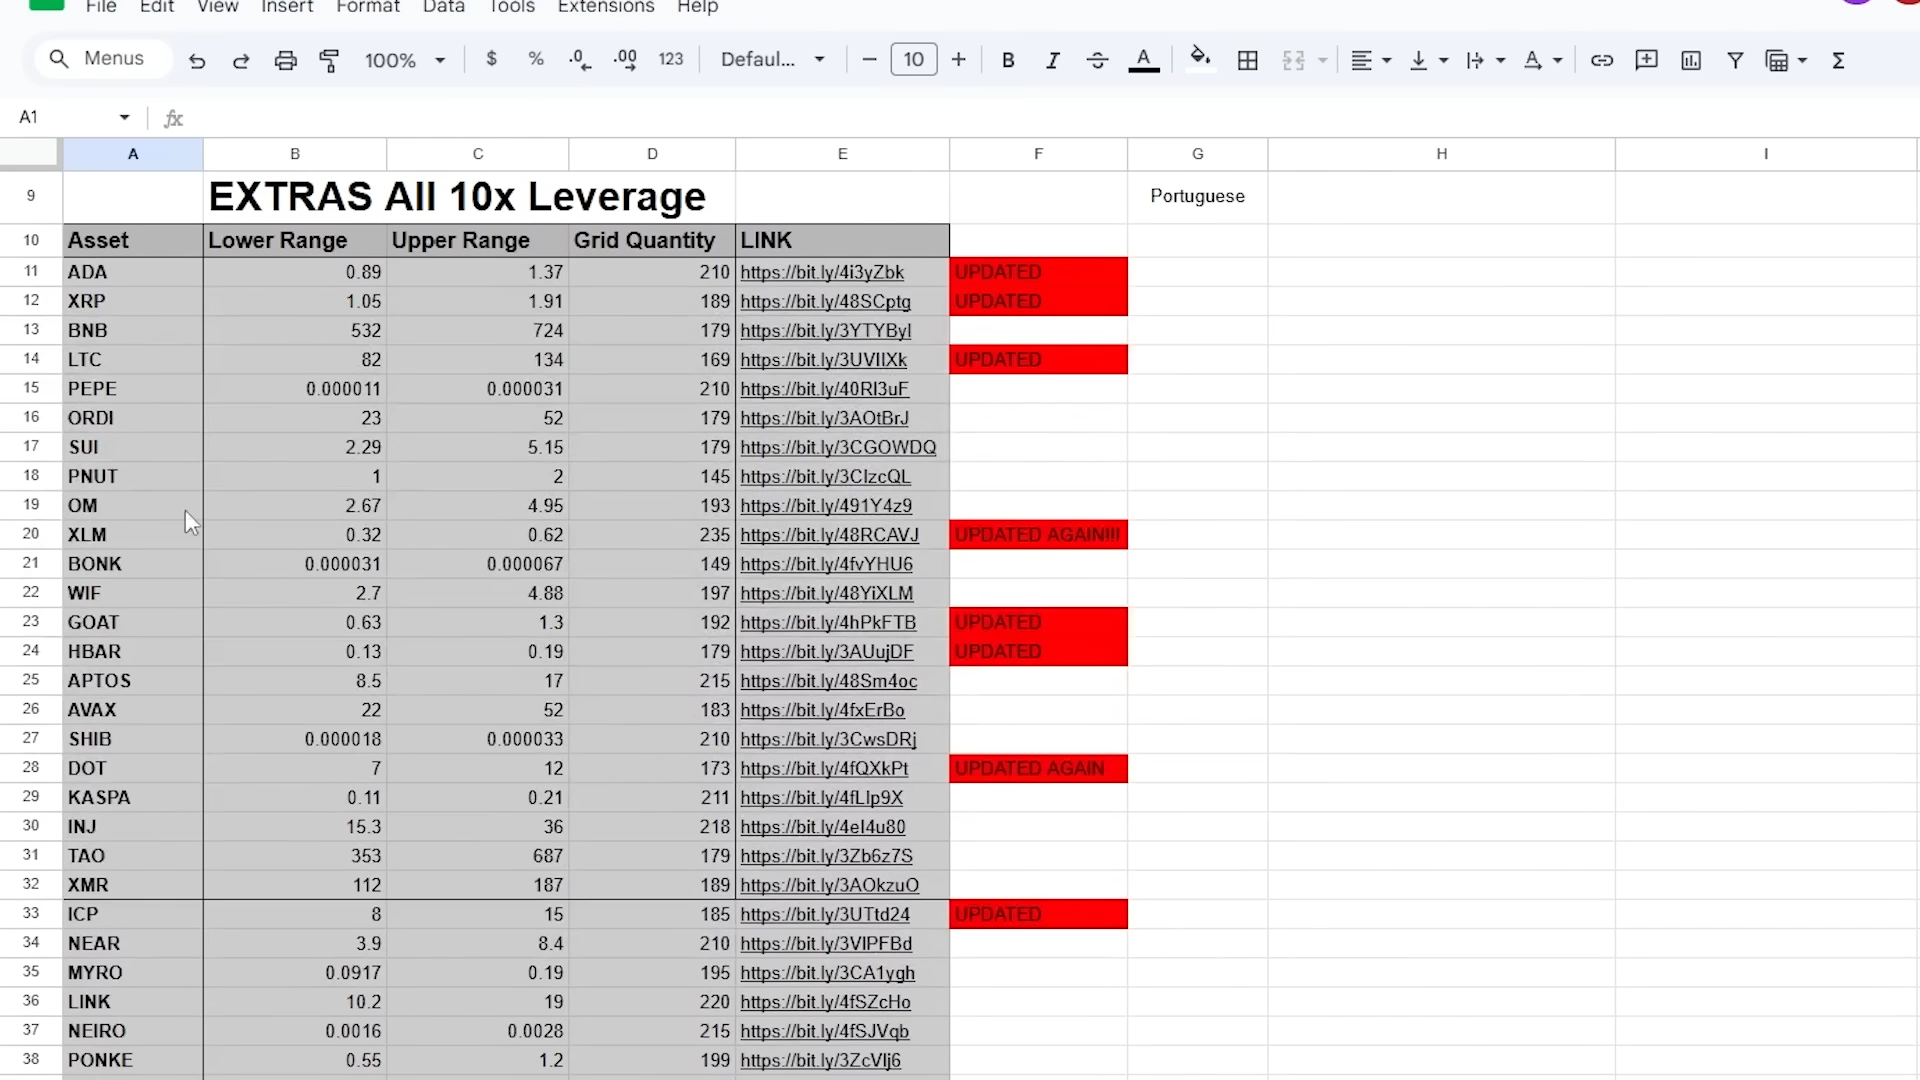 File Edit View Insert Format Data Tools Extensions Help
Menus 100% $ % .0 .00 123 Defaul... 10 B I A A Σ
A1 fx
A B C D E F G H I
9 EXTRAS All 10x Leverage Portuguese
10 Asset Lower Range Upper Range Grid Quantity LINK
11 ADA 0.89 1.37 210 https://bit.ly/4i3yZbk UPDATED
12 XRP 1.05 1.91 189 https://bit.ly/48SCptg UPDATED
13 BNB 532 724 179 https://bit.ly/3YTYByl
14 LTC 82 134 169 https://bit.ly/3UVIIXk UPDATED
15 PEPE 0.000011 0.000031 210 https://bit.ly/40RI3uF
16 ORDI 23 52 179 https://bit.ly/3AOtBrJ
17 SUI 2.29 5.15 179 https://bit.ly/3CGOWDQ
18 PNUT 1 2 145 https://bit.ly/3CIzcQL
19 OM 2.67 4.95 193 https://bit.ly/491Y4z9
20 XLM 0.32 0.62 235 https://bit.ly/48RCAVJ UPDATED AGAIN!!!
21 BONK 0.000031 0.000067 149 https://bit.ly/4fvYHU6
22 WIF 2.7 4.88 197 https://bit.ly/48YiXLM
23 GOAT 0.63 1.3 192 https://bit.ly/4hPkFTB UPDATED
24 HBAR 0.13 0.19 179 https://bit.ly/3AUujDF UPDATED
25 APTOS 8.5 17 215 https://bit.ly/48Sm4oc
26 AVAX 22 52 183 https://bit.ly/4fxErBo
27 SHIB 0.000018 0.000033 210 https://bit.ly/3CwsDRj
28 DOT 7 12 173 https://bit.ly/4fQXkPt UPDATED AGAIN
29 KASPA 0.11 0.21 211 https://bit.ly/4fLIp9X
30 INJ 15.3 36 218 https://bit.ly/4eI4u80
31 TAO 353 687 179 https://bit.ly/3Zb6z7S
32 XMR 112 187 189 https://bit.ly/3AOkzuO
33 ICP 8 15 185 https://bit.ly/3UTtd24 UPDATED
34 NEAR 3.9 8.4 210 https://bit.ly/3VIPFBd
35 MYRO 0.0917 0.19 195 https://bit.ly/3CA1ygh
36 LINK 10.2 19 220 https://bit.ly/4fSZcHo
37 NEIRO 0.0016 0.0028 215 https://bit.ly/4fSJVqb
38 PONKE 0.55 1.2 199 https://bit.ly/3ZcVIj6